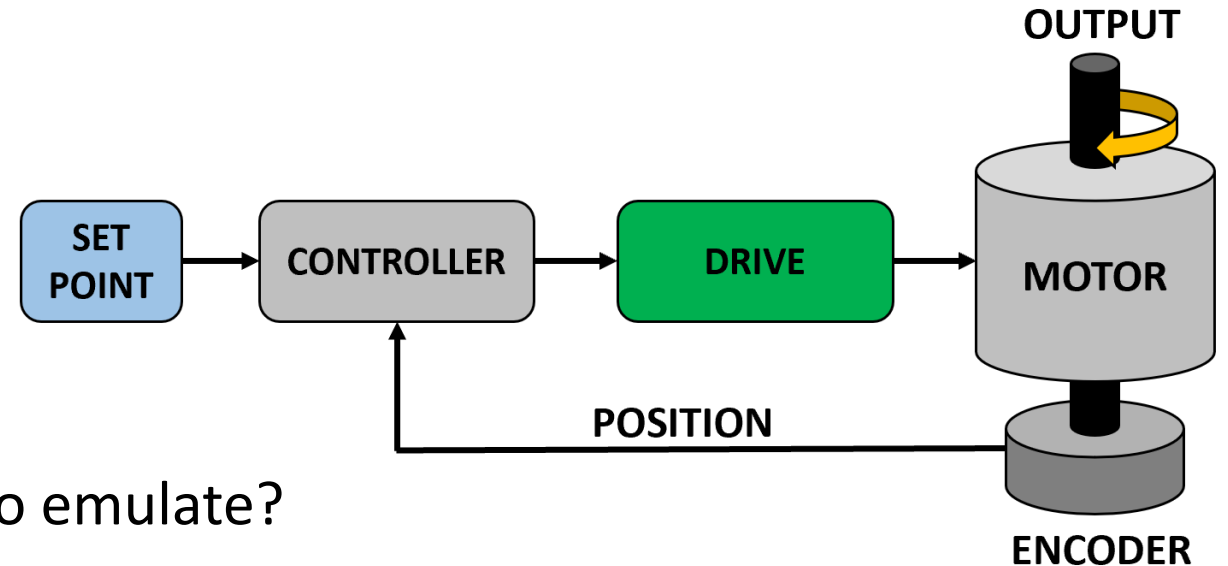 OUTPUT
SET
POINT
CONTROLLER
DRIVE
MOTOR
POSITION
emulate?
ENCODER